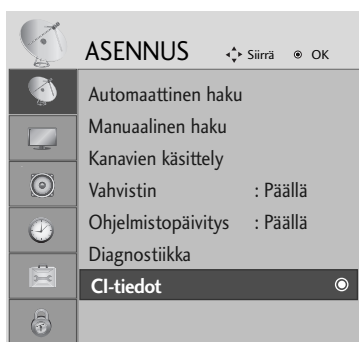 ASENNUS Siirrä OK
Automaattinen haku
Manuaalinen haku
Kanavien käsittely
Vahvistin : Päällä
Ohjelmistopäivitys : Päällä
Diagnostiikka
CI-tiedot